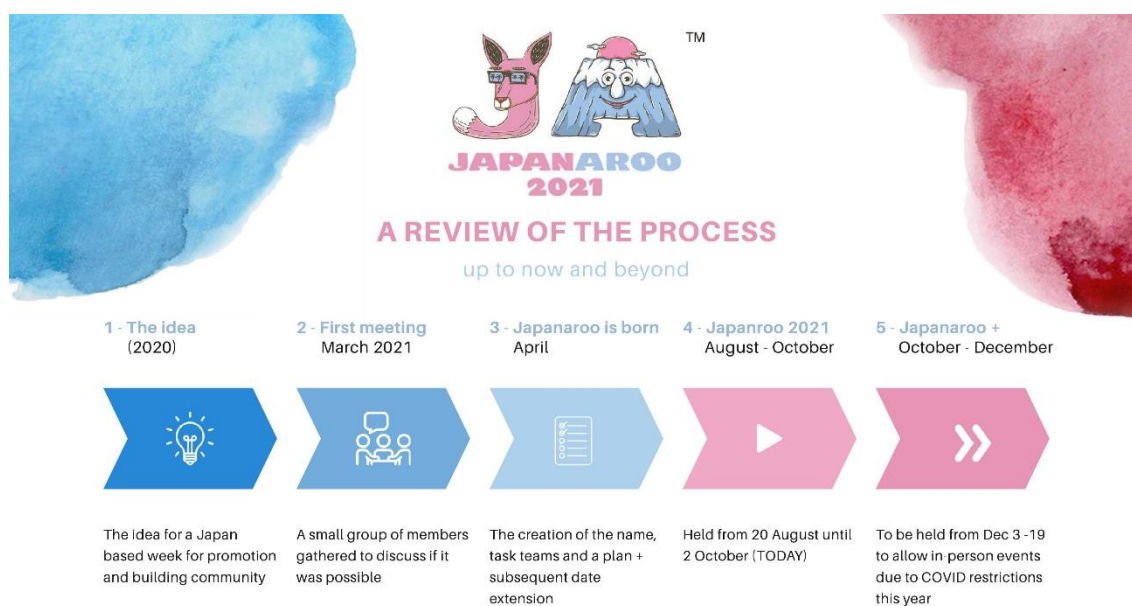 TM
JAPANAROO
2021
A REVIEW OF THE PROCESS
up to now and beyond
1 - The idea
(2020)
2 - First meeting
March 2021
3 - Japanaroo is born
April
4 - Japanroo 2021
August - October
5 - Japanaroo +
October - December
The idea for a Japan
based week for promotion
and building community
A small group of members
gathered to discuss if it
was possible
The creation of the name,
task teams and a plan +
subsequent date
extension
Held from 20 August until
2 October (TODAY)
To be held from Dec 3 -19
to allow in-person events
due to COVID restrictions
this year